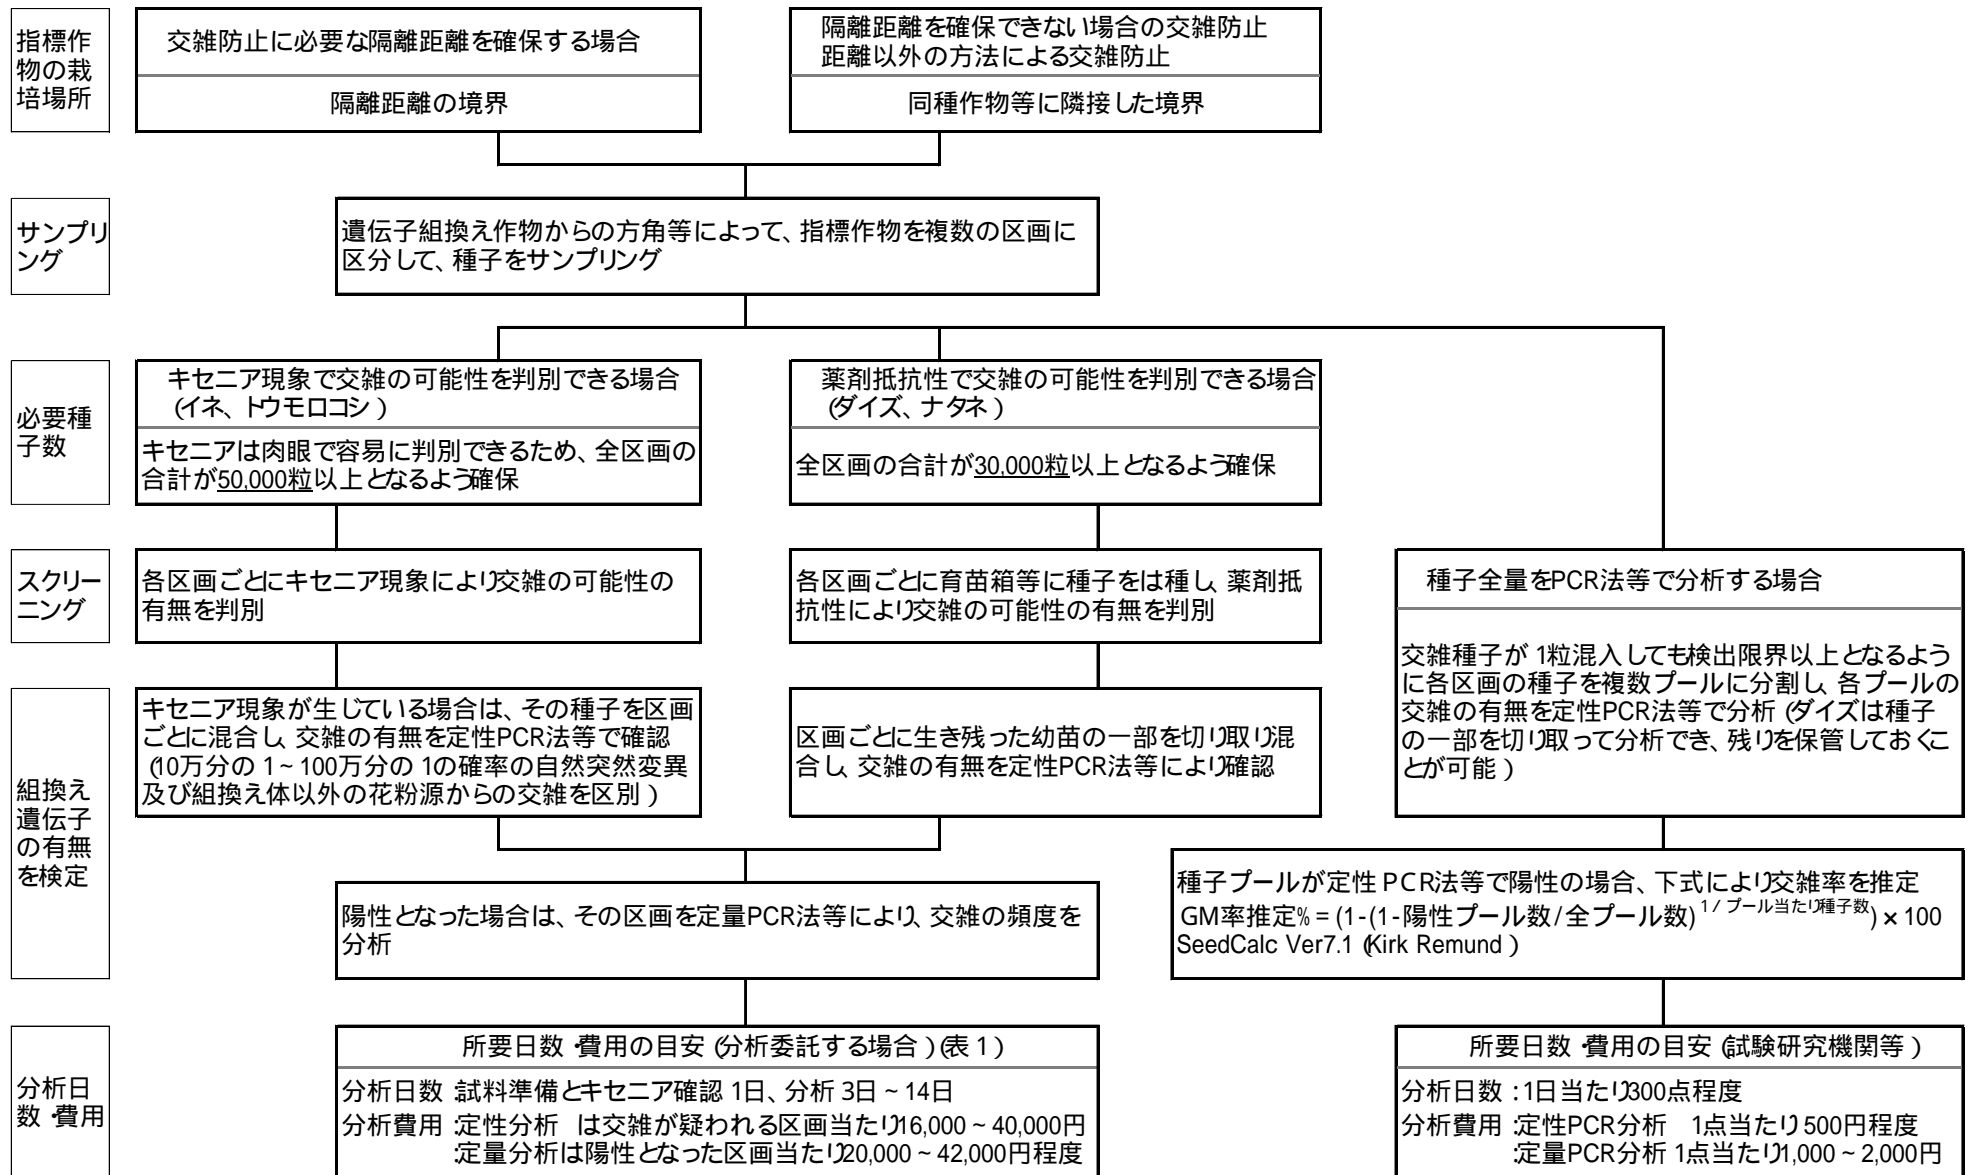 指標作
物の栽
培場所
交雑防止に必要な隔離距離を確保する場合
隔離距離の境界
隔離距離を確保できない場合の交雑防止
距離以外の方法による交雑防止
同種作物等に隣接した境界
サンプリ
ング
遺伝子組換え作物からの方角等によって、指標作物を複数の区画に
区分して、種子をサンプリング
必要種
子数
キセニア現象で交雑の可能性を判別できる場合
(イネ、トウモロコシ)
キセニアは肉眼で容易に判別できるため、全区画の
合計が50,000粒以上となるよう確保
薬剤抵抗性で交雑の可能性を判別できる場合
(ダイズ、ナタネ)
全区画の合計が30,000粒以上となるよう確保
スクリー
ニング
各区画ごとにキセニア現象により交雑の可能性の
有無を判別
各区画ごとに育苗箱等に種子をは種し、薬剤抵
抗性により交雑の可能性の有無を判別
種子全量をPCR法等で分析する場合
交雑種子が1粒混入しても検出限界以上となるよう
に各区画の種子を複数プールに分割し、各プールの
交雑の有無を定性PCR法等で分析(ダイズは種子
の一部を切り取って分析でき、残りを保管しておくこ
とが可能)
組換え
遺伝子
の有無
を検定
キセニア現象が生じている場合は、その種子を区画
ごとに混合し、交雑の有無を定性PCR法等で確認
(10万分の1~100万分の1の確率の自然突然変異
及び組換え体以外の花粉源からの交雑を区別)
区画ごとに生き残った幼苗の一部を切り取り混
合し、交雑の有無を定性PCR法等により確認
陽性となった場合は、その区画を定量PCR法等により、交雑の頻度を
分析
種子プールが定性PCR法等で陽性の場合、下式により交雑率を推定
GM率推定%=(1-(1-陽性プール数/全プール数)1/プール当たり種子数)×100
SeedCalc Ver7.1 (Kirk Remund)
分析日
数・費用
所要日数・費用の目安(分析委託する場合)(表1)
分析日数:試料準備とキセニア確認 1日、分析 3日~14日
分析費用:定性分析 は交雑が疑われる区画当たり16,000~40,000円
:定量分析は陽性となった区画当たり20,000~42,000円程度
所要日数・費用の目安(試験研究機関等)
分析日数:1日当たり300点程度
分析費用:定性PCR分析 1点当たり500円程度
:定量PCR分析 1点当たり1,000~2,000円